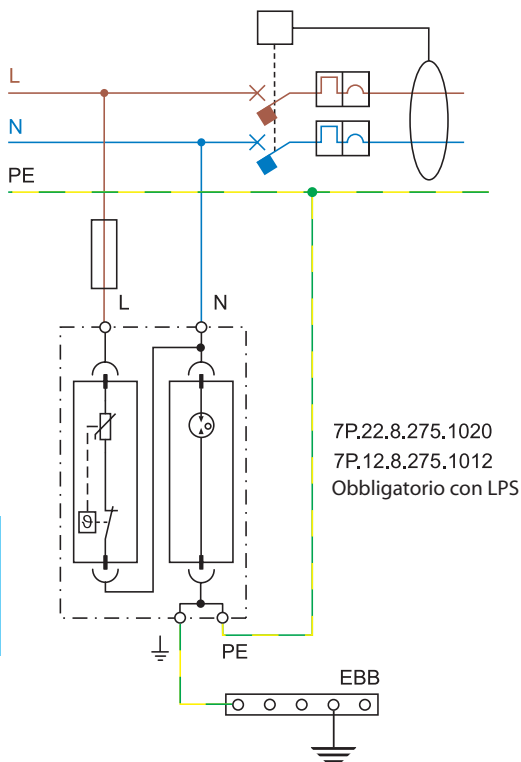 L
N
PE
L
N
7P.22.8.275.1020
7P.12.8.275.1012
Obbligatorio con LPS
ϑ
PE
EBB